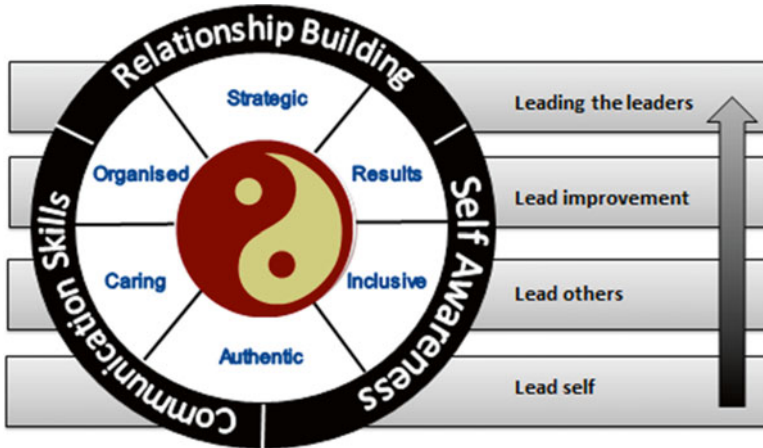 Relationship Building
Self Awareness
Communication Skills
Strategic
Organised
Results
Caring
Inclusive
Authentic
Leading the leaders
Lead improvement
Lead others
Lead self